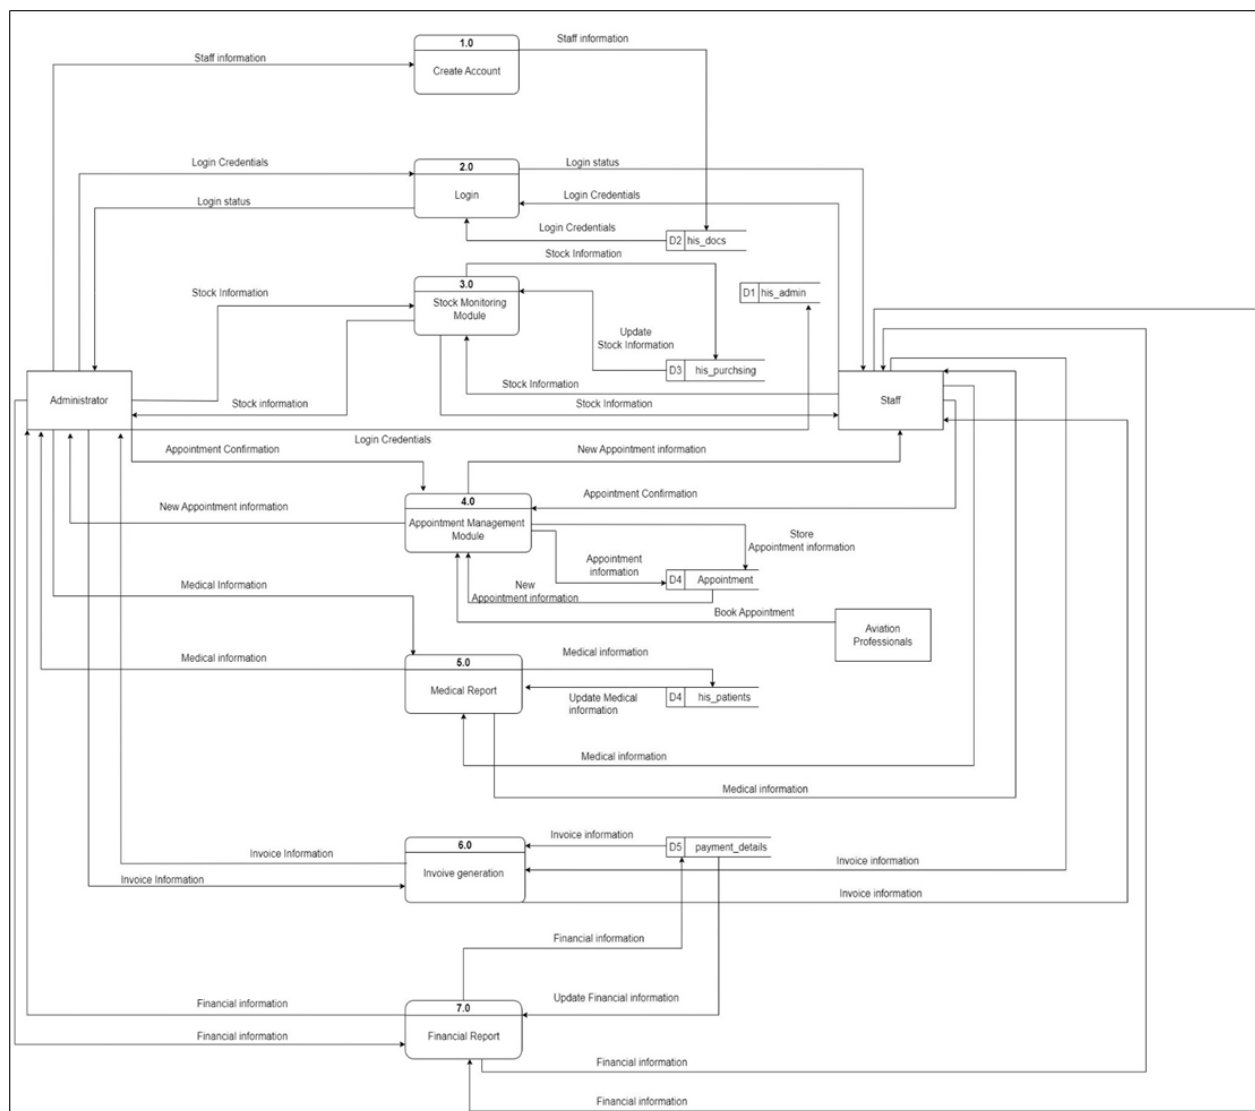 1.0
Create Account
Staff information
Staff information
2.0
Login
Login Credentials
Login status
Login status
Login Credentials
Login Credentials
D2 his_docs
Stock Information
D1 his_admin
3.0
Stock Monitoring
Module
Stock Information
Update
Stock Information
D3 his_purchsing
Stock Information
Stock information
Stock Information
Administrator
Staff
Login Credentials
Appointment Confirmation
New Appointment information
4.0
Appointment Management
Module
New Appointment information
Appointment Confirmation
Store
Appointment information
Appointment
information
D4 Appointment
New
Appointment information
Book Appointment
Aviation
Professionals
Medical Information
5.0
Medical Report
Medical information
Medical information
D4 his_patients
Update Medical
information
Medical information
Medical information
6.0
Invoive generation
Invoice information
D5 payment_details
Invoice Information
Invoice information
Invoice Information
Invoice information
Financial information
7.0
Financial Report
Financial information
Update Financial information
Financial information
Financial information
Financial information